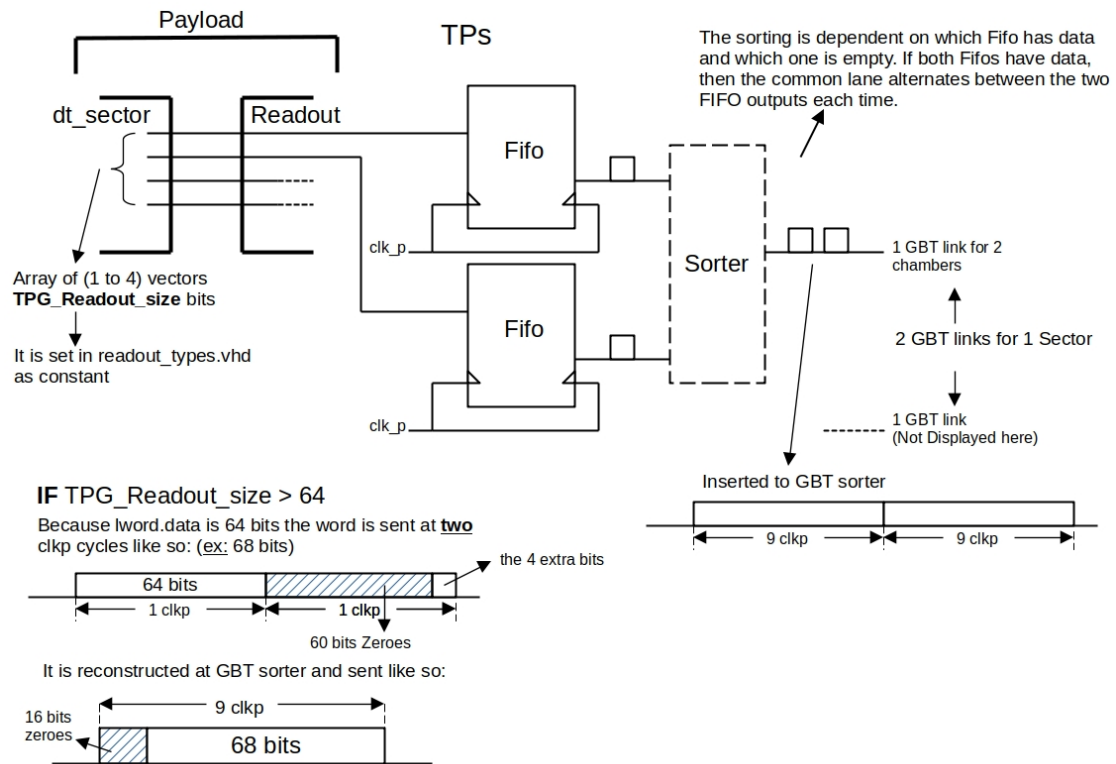 Payload
TPs
The sorting is dependent on which Fifo has data
and which one is empty. If both Fifos have data,
then the common lane alternates between the two
FIFO outputs each time.
dt_sector
Readout
Fifo
clk_p
Sorter
1 GBT link for 2
chambers
Array of (1 to 4) vectors
TPG_Readout_size bits
It is set in readout_types.vhd
as constant
Fifo
clk_p
2 GBT links for 1 Sector
1 GBT link
(Not Displayed here)
Inserted to GBT sorter
9 clkp
9 clkp
IF TPG_Readout_size > 64
Because lword.data is 64 bits the word is sent at two
clkp cycles like so: (ex: 68 bits)
the 4 extra bits
64 bits
1 clkp
1 clkp
60 bits Zeroes
It is reconstructed at GBT sorter and sent like so:
9 clkp
16 bits
zeroes
68 bits